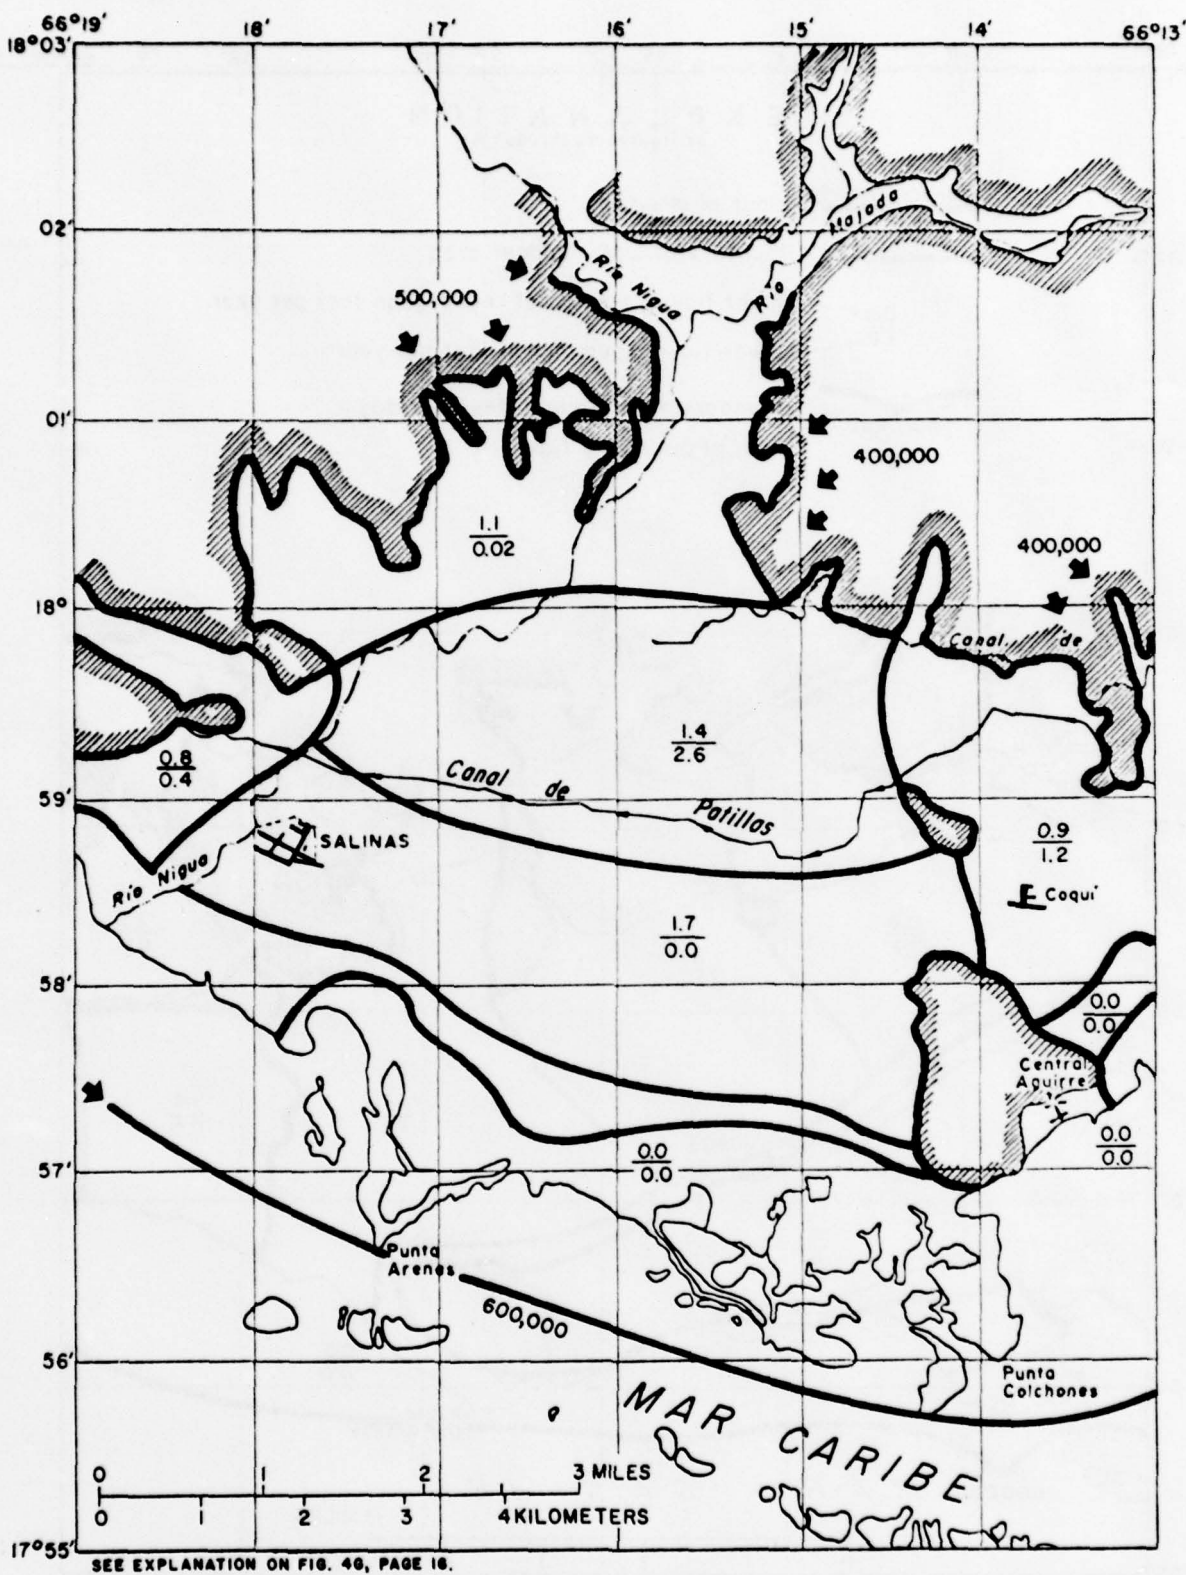 66°19'
18'
17'
16'
15'
14'
66°13'
18°03'
Majada
02'
Río Nigua
Río
500,000
01'
400,000
1.1
0.02
400,000
18°
Canal de
1.4
2.6
0.8
0.4
Canal de Patillas
59'
0.9
1.2
SALINAS
Río Nigua
Coquí
1.7
0.0
58'
0.0
0.0
Central
Aguirre
0.0
0.0
0.0
0.0
57'
Punta
Arenas
600,000
56'
Punta
Colchones
MAR CARIBE
0 1 2 3 MILES
0 1 2 3 4 KILOMETERS
17°55'
SEE EXPLANATION ON FIG. 4G, PAGE 16.